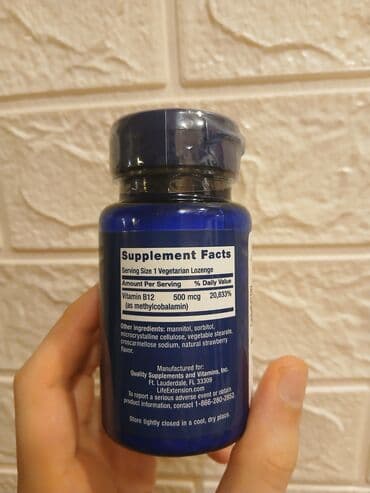 Supplement Facts
Serving Size 1 Vegetarian Lozenge
Amount Per Serving % Daily Value
Vitamin B12 500 mcg 20,833%
(as methylcobalamin)
Other ingredients: mannitol, sorbitol,
microcrystalline cellulose, vegetable stearate,
croscarmellose sodium, natural strawberry
flavor.
Manufactured for:
Quality Supplements and Vitamins, Inc.
Ft. Lauderdale, FL 33309
LifeExtension.com
To report a serious adverse event or obtain
product information, contact 1-866-280-2852
Store tightly closed in a cool, dry place.